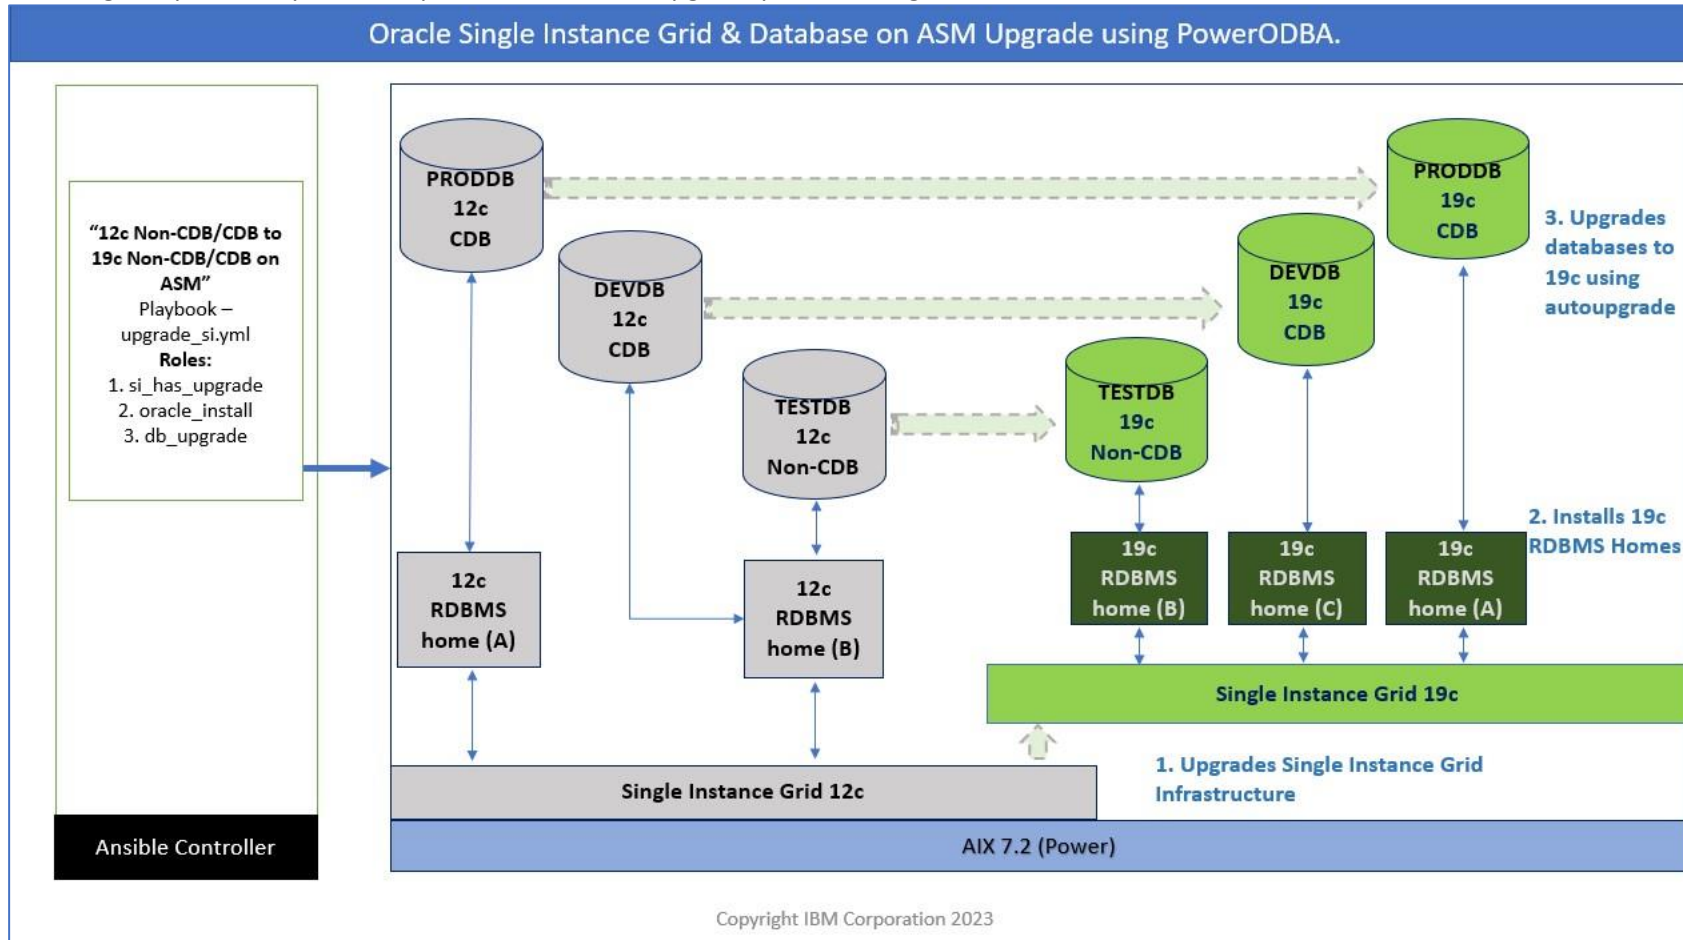 Oracle Single Instance Grid & Database on ASM Upgrade using PowerODBA.
“12c Non-CDB/CDB to
19c Non-CDB/CDB on
ASM”
Playbook –
upgrade_si.yml
Roles:
1. si_has_upgrade
2. oracle_install
3. db_upgrade
Ansible Controller
PRODDB
12c
CDB
DEVDB
12c
CDB
TESTDB
12c
Non-CDB
TESTDB
19c
Non-CDB
DEVDB
19c
CDB
PRODDB
19c
CDB
3. Upgrades
databases to
19c using
autoupgrade
12c
RDBMS
home (A)
12c
RDBMS
home (B)
19c
RDBMS
home (B)
19c
RDBMS
home (C)
19c
RDBMS
home (A)
2. Installs 19c
RDBMS Homes
Single Instance Grid 19c
1. Upgrades Single Instance Grid
Infrastructure
Single Instance Grid 12c
AIX 7.2 (Power)
Copyright IBM Corporation 2023